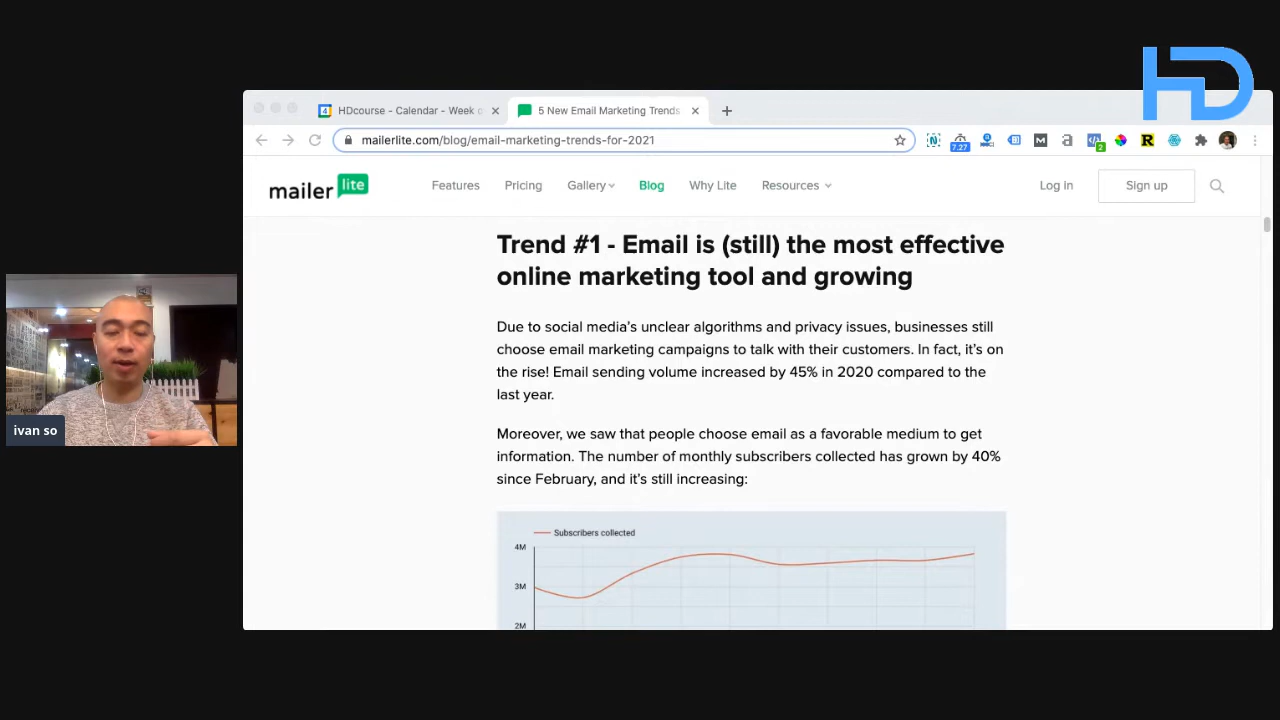 HD
HDcourse - Calendar - Week o
5 New Email Marketing Trends
mailerlite.com/blog/email-marketing-trends-for-2021
7.27
2
mailer lite
Features
Pricing
Gallery
Blog
Why Lite
Resources
Log In
Sign up
Trend #1 - Email is (still) the most effective
online marketing tool and growing
Due to social media's unclear algorithms and privacy issues, businesses still
choose email marketing campaigns to talk with their customers. In fact, it's on
the rise! Email sending volume increased by 45% in 2020 compared to the
last year.
Moreover, we saw that people choose email as a favorable medium to get
information. The number of monthly subscribers collected has grown by 40%
since February, and it's still increasing:
Subscribers collected
4M
3M
2M
ivan so